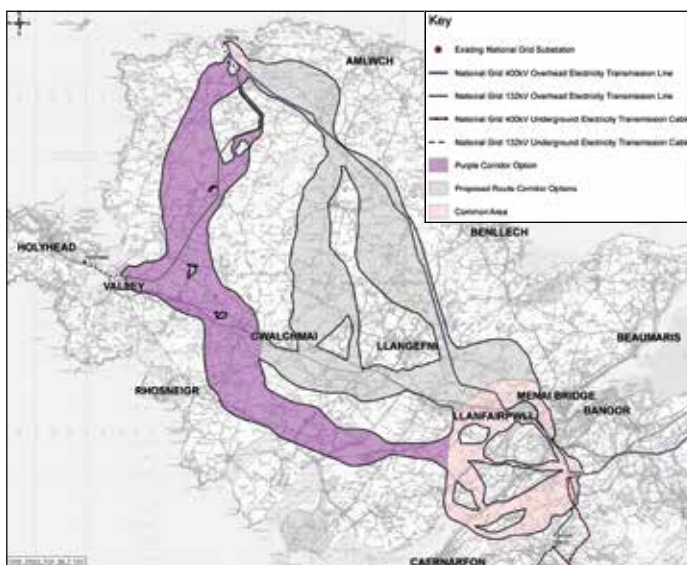 Key
Existing National Grid Substation
National Grid 400kV Overhead Electricity Transmission Line
National Grid 132kV Overhead Electricity Transmission Line
National Grid 400kV Underground Electricity Transmission Cable
National Grid 132kV Underground Electricity Transmission Cable
Purple Corridor Option
Proposed Route Corridor Options
Common Area
AMLWCH
BENLLECH
HOLYHEAD
VALLEY
GWALCHMAI
LLANGEFNI
BEAUMARIS
RHOSNEIGR
MENAI BRIDGE
LLANFAIRPWLL
BANGOR
CAERNARFON